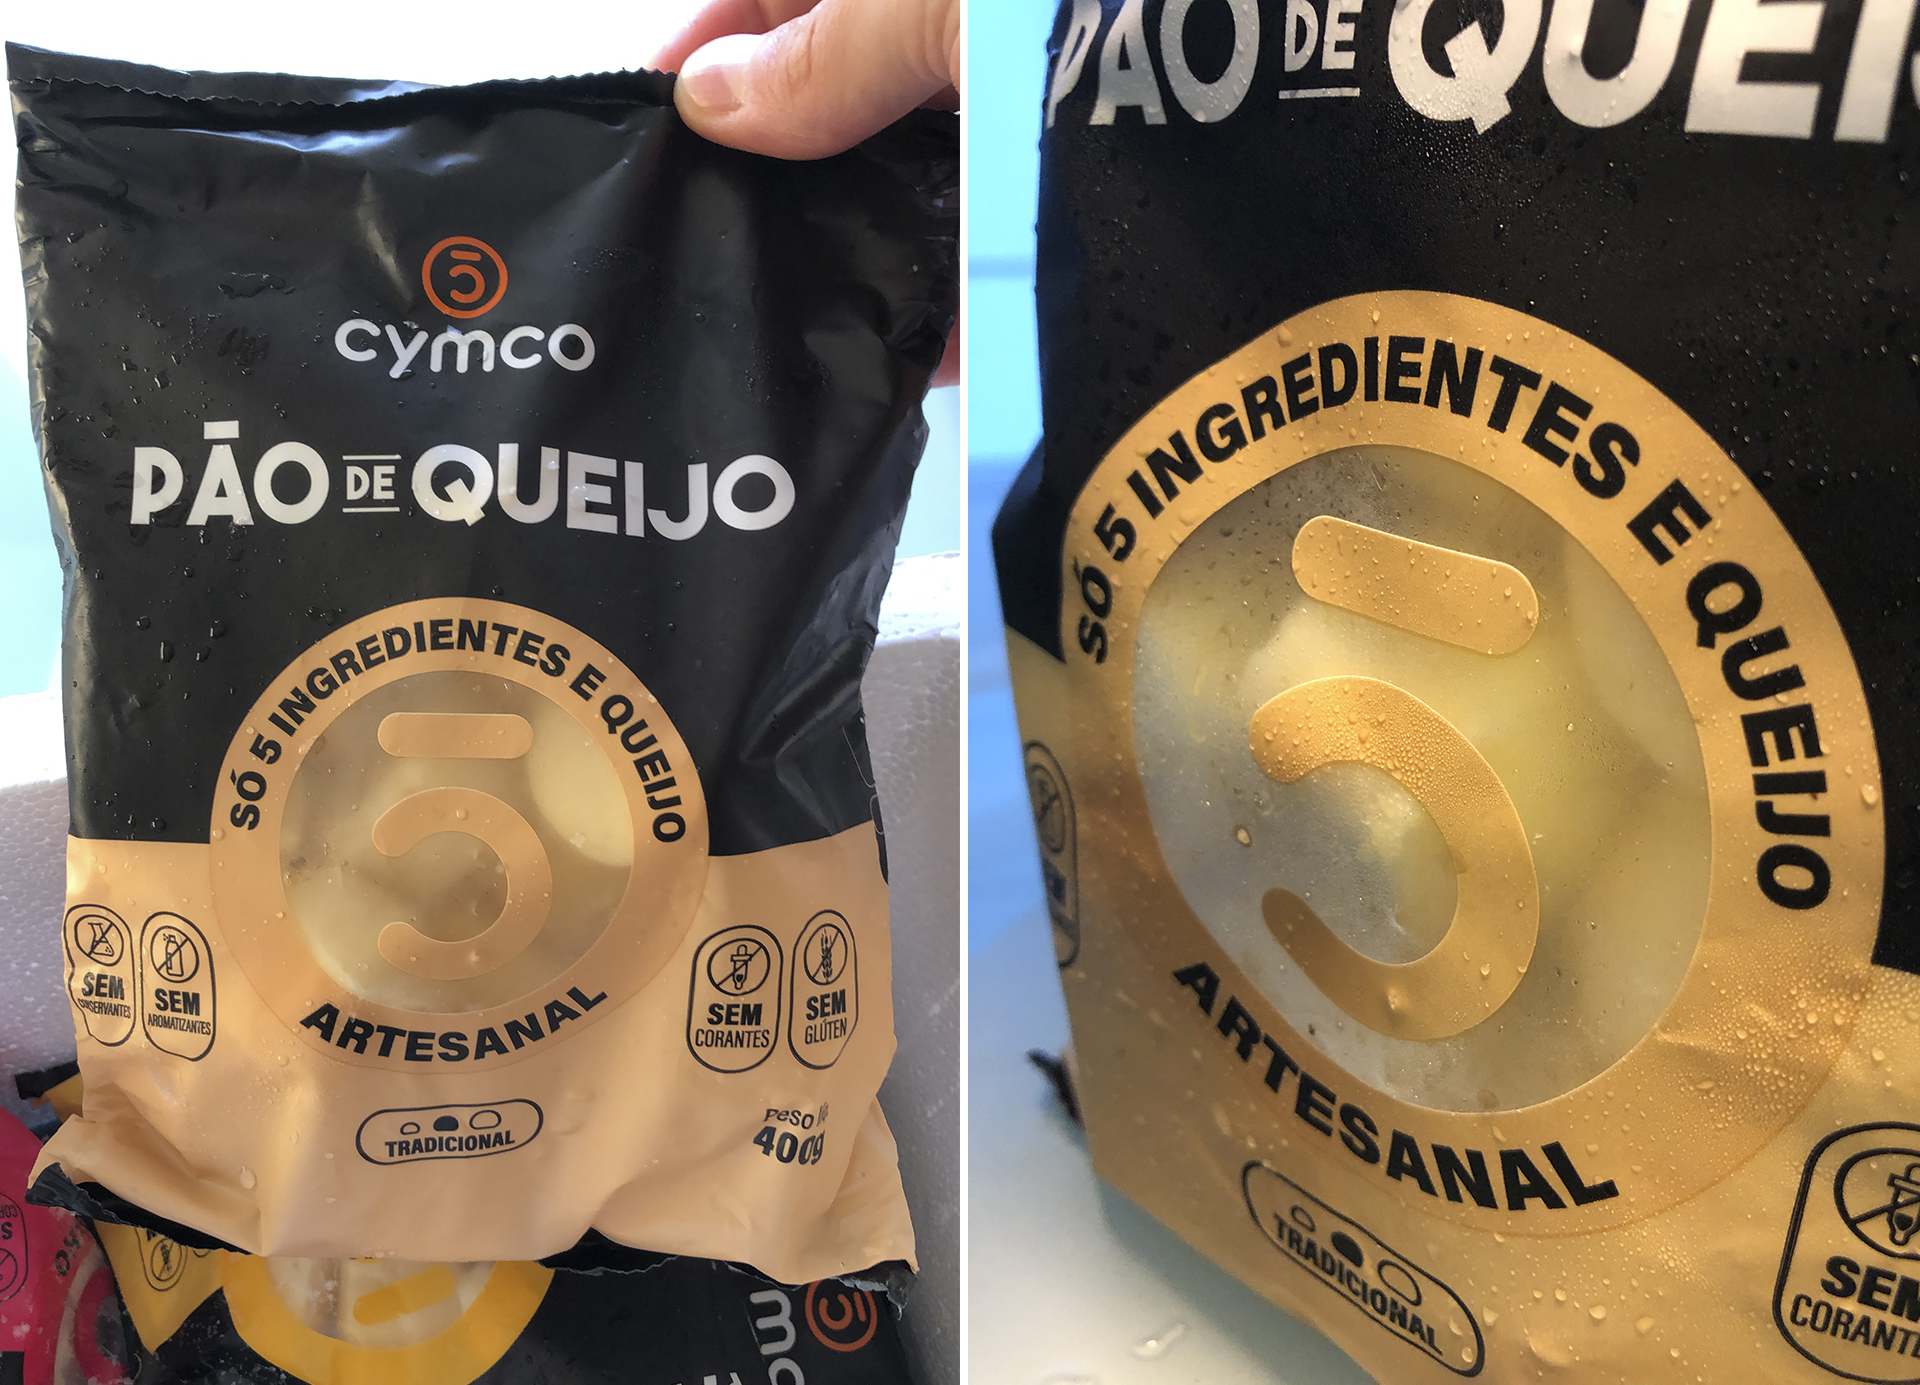 cymco
PÃO DE QUEIJO
SÓ 5 INGREDIENTES E QUEIJO
ARTESANAL
SEM
CONSERVANTES
SEM
AROMATIZANTES
SEM
CORANTES
SEM
GLÚTEN
TRADICIONAL
Peso
400g
PÃO DE QUEI
SÓ 5 INGREDIENTES E QUEIJO
ARTESANAL
TRADICIONAL
SEM